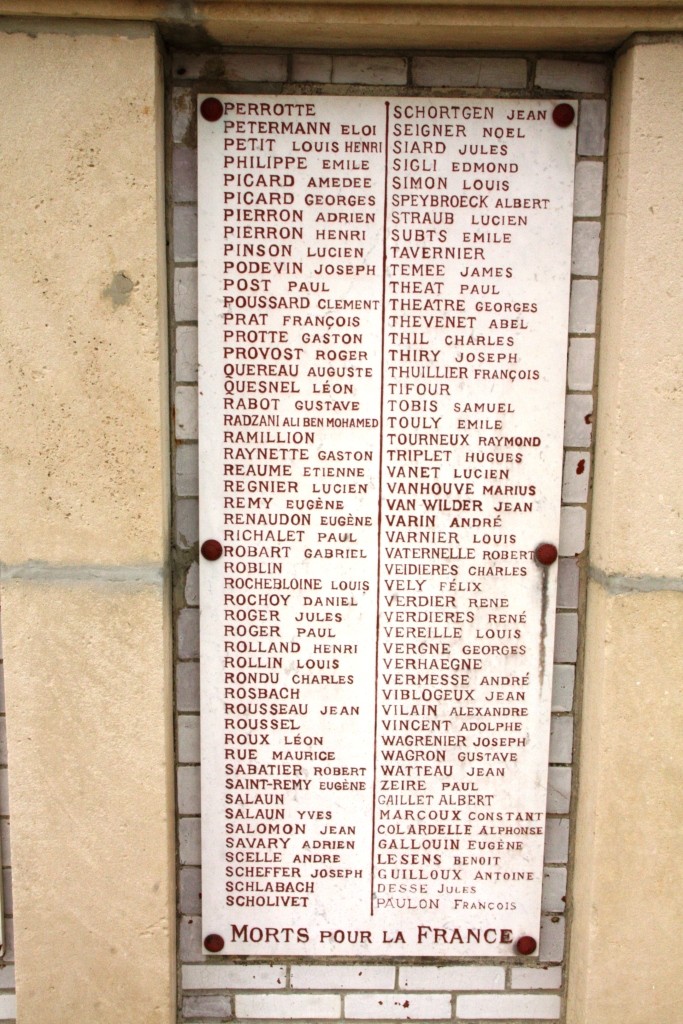 PERROTTE
PETERMANN ELOI
PETIT LOUIS HENRI
PHILIPPE EMILE
PICARD AMEDEE
PICARD GEORGES
PIERRON ADRIEN
PIERRON HENRI
PINSON LUCIEN
PODEVIN JOSEPH
POST PAUL
POUSSARD CLEMENT
PRAT FRANÇOIS
PROTTE GASTON
PROVOST ROGER
QUEREAU AUGUSTE
QUESNEL LÉON
RABOT GUSTAVE
RADZANI ALI BEN MOHAMED
RAMILLION
RAYNETTE GASTON
REAUME ETIENNE
REGNIER LUCIEN
REMY EUGÈNE
RENAUDON EUGÈNE
RICHALET PAUL
ROBART GABRIEL
ROBLIN
ROCHEBLOINE LOUIS
ROCHOY DANIEL
ROGER JULES
ROGER PAUL
ROLLAND HENRI
ROLLIN LOUIS
RONDU CHARLES
ROSBACH
ROUSSEAU JEAN
ROUSSEL
ROUX LÉON
RUE MAURICE
SABATIER ROBERT
SAINT-REMY EUGÈNE
SALAUN
SALAUN YVES
SALOMON JEAN
SAVARY ADRIEN
SCELLE ANDRE
SCHEFFER JOSEPH
SCHLABACH
SCHOLIVET
SCHORTGEN JEAN
SEIGNER NOEL
SIARD JULES
SIGLI EDMOND
SIMON LOUIS
SPEYBROECK ALBERT
STRAUB LUCIEN
SUBTS EMILE
TAVERNIER
TEMEE JAMES
THEAT PAUL
THEATRE GEORGES
THEVENET ABEL
THIL CHARLES
THIRY JOSEPH
THUILLIER FRANÇOIS
TIFOUR
TOBIS SAMUEL
TOULY EMILE
TOURNEUX RAYMOND
TRIPLET HUGUES
VANET LUCIEN
VANHOUVE MARIUS
VAN WILDER JEAN
VARIN ANDRÉ
VARNIER LOUIS
VATERNELLE ROBERT
VEIDIERES CHARLES
VELY FÉLIX
VERDIER RENE
VERDIERES RENÉ
VEREILLE LOUIS
VERGNE GEORGES
VERHAEGNE
VERMESSE ANDRÉ
VIBLOGEUX JEAN
VILAIN ALEXANDRE
VINCENT ADOLPHE
WAGRENIER JOSEPH
WAGRON GUSTAVE
WATTEAU JEAN
ZEIRE PAUL
GAILLET ALBERT
MARCOUX CONSTANT
COLARDELLE ALPHONSE
GALLOUIN EUGÈNE
LESENS BENOIT
GUILLOUX ANTOINE
DESSE JULES
PAULON FRANÇOIS
MORTS POUR LA FRANCE